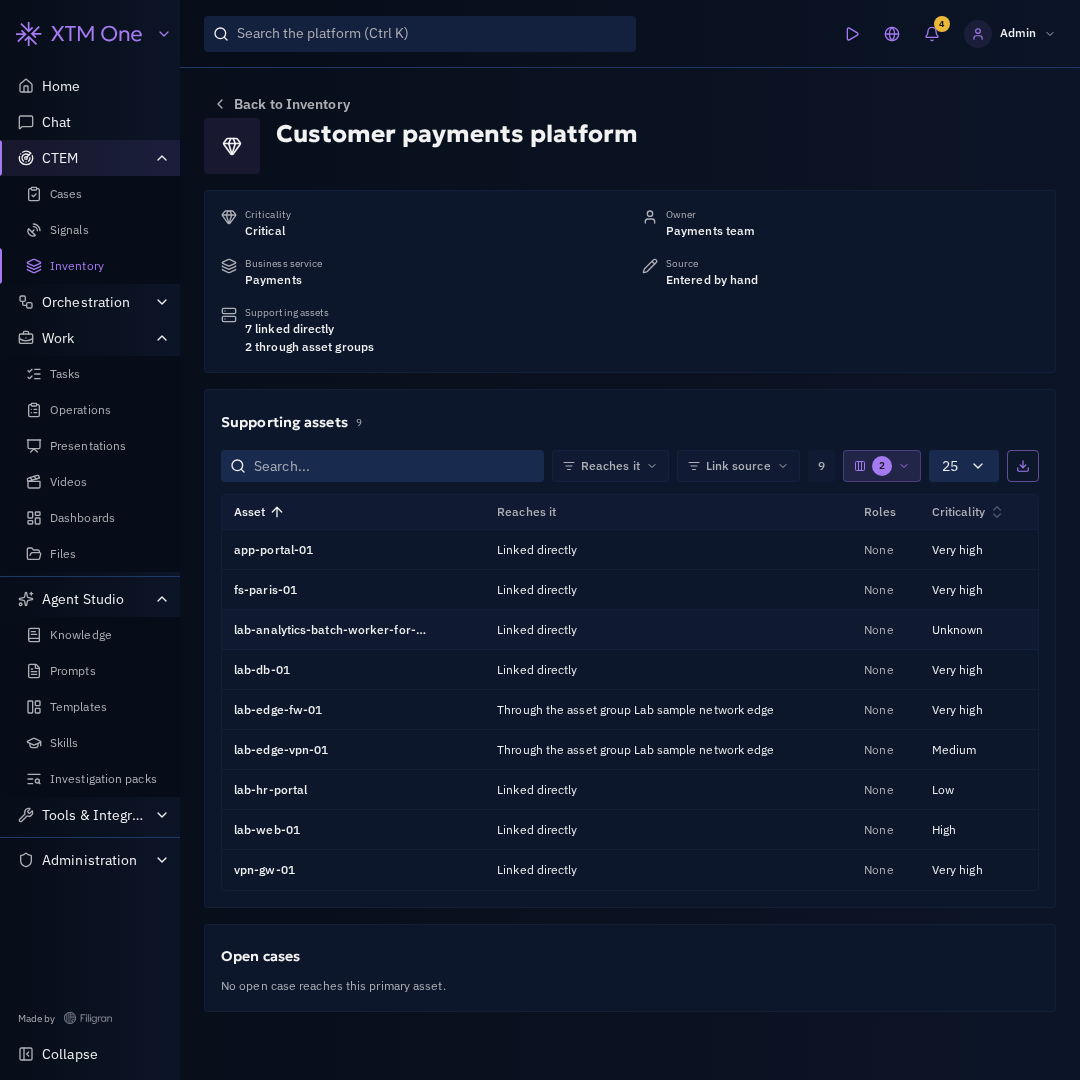 XTM One
Search the platform (Ctrl K)
4
Admin
Home
Chat
CTEM
Cases
Signals
Inventory
Orchestration
Work
Tasks
Operations
Presentations
Videos
Dashboards
Files
Agent Studio
Knowledge
Prompts
Templates
Skills
Investigation packs
Tools & Integr...
Administration
Made by Filigran
Collapse
Back to Inventory
Customer payments platform
Criticality
Critical
Owner
Payments team
Business service
Payments
Source
Entered by hand
Supporting assets
7 linked directly
2 through asset groups
Supporting assets 9
Search... Reaches it Link source 9 2 25
Asset Reaches it Roles Criticality
app-portal-01 Linked directly None Very high
fs-paris-01 Linked directly None Very high
lab-analytics-batch-worker-for-... Linked directly None Unknown
lab-db-01 Linked directly None Very high
lab-edge-fw-01 Through the asset group Lab sample network edge None Very high
lab-edge-vpn-01 Through the asset group Lab sample network edge None Medium
lab-hr-portal Linked directly None Low
lab-web-01 Linked directly None High
vpn-gw-01 Linked directly None Very high
Open cases
No open case reaches this primary asset.